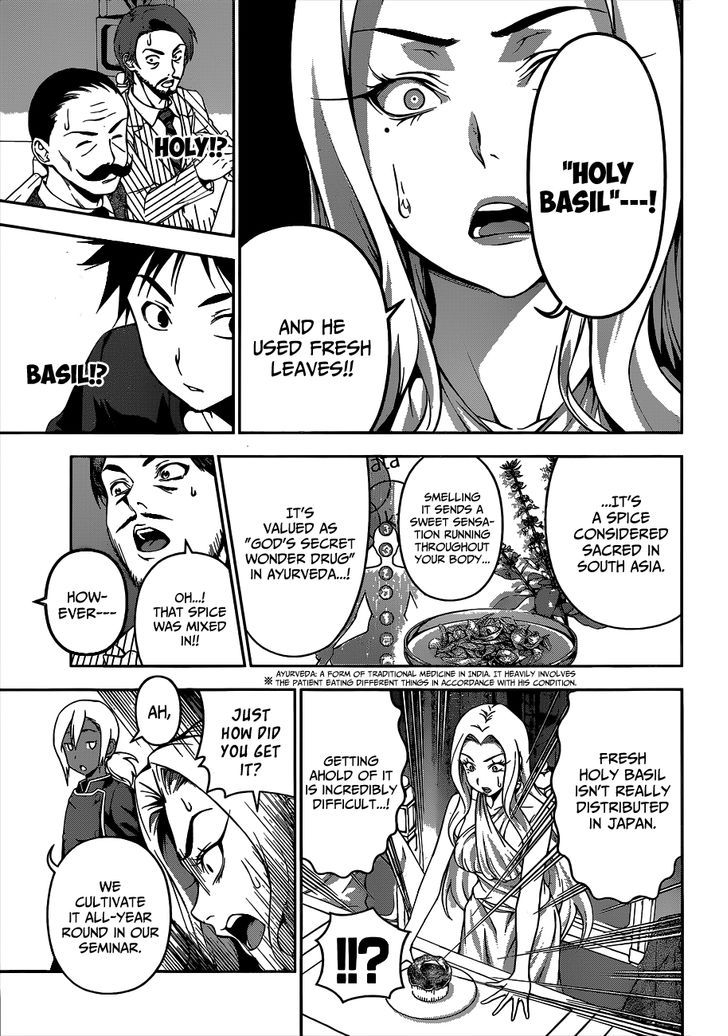 "HOLY
BASIL"---!
AND HE
USED FRESH
LEAVES!!
HOLY!?
BASIL!?
...IT'S
A SPICE
CONSIDERED
SACRED IN
SOUTH ASIA.
SMELLING
IT SENDS A
SWEET SENSA-
TION RUNNING
THROUGHOUT
YOUR BODY...
IT'S
VALUED AS
"GOD'S SECRET
WONDER DRUG"
IN AYURVEDA...!
OH...!
THAT SPICE
WAS MIXED
IN!!
HOW-
EVER---
※ AYURVEDA: A FORM OF TRADITIONAL MEDICINE IN INDIA. IT HEAVILY INVOLVES
THE PATIENT EATING DIFFERENT THINGS IN ACCORDANCE WITH HIS CONDITION.
FRESH
HOLY BASIL
ISN'T REALLY
DISTRIBUTED
IN JAPAN.
GETTING
AHOLD OF IT
IS INCREDIBLY
DIFFICULT...!
!!?
JUST
HOW DID
YOU GET
IT?
AH,
WE
CULTIVATE
IT ALL-YEAR
ROUND IN OUR
SEMINAR.